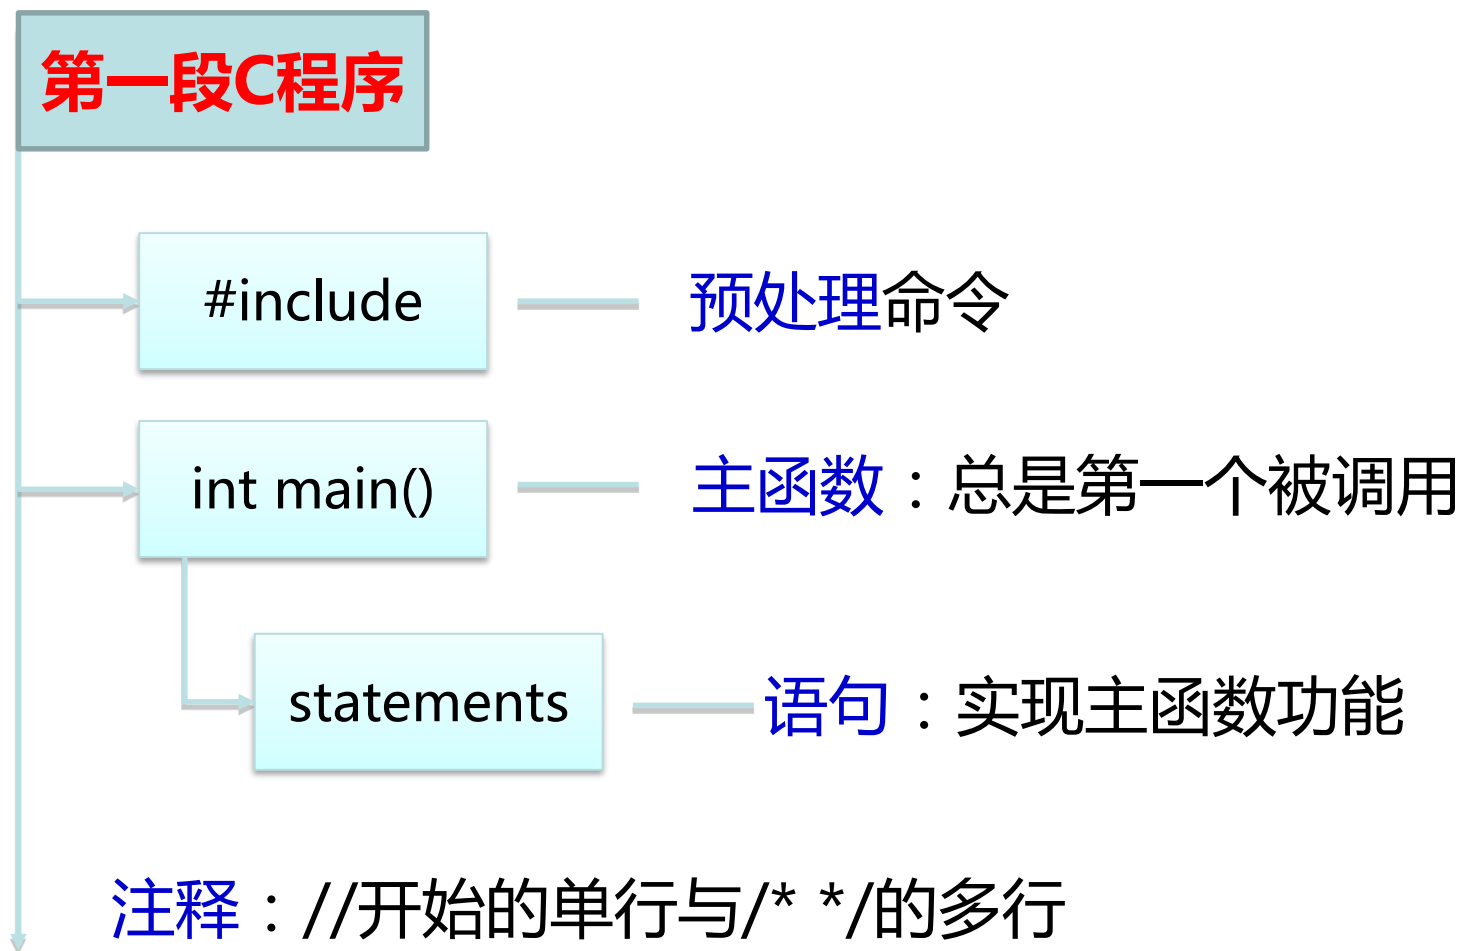 第一段C程序
#include
预处理命令
int main()
主函数：总是第一个被调用
statements
语句：实现主函数功能
注释：//开始的单行与/* */的多行